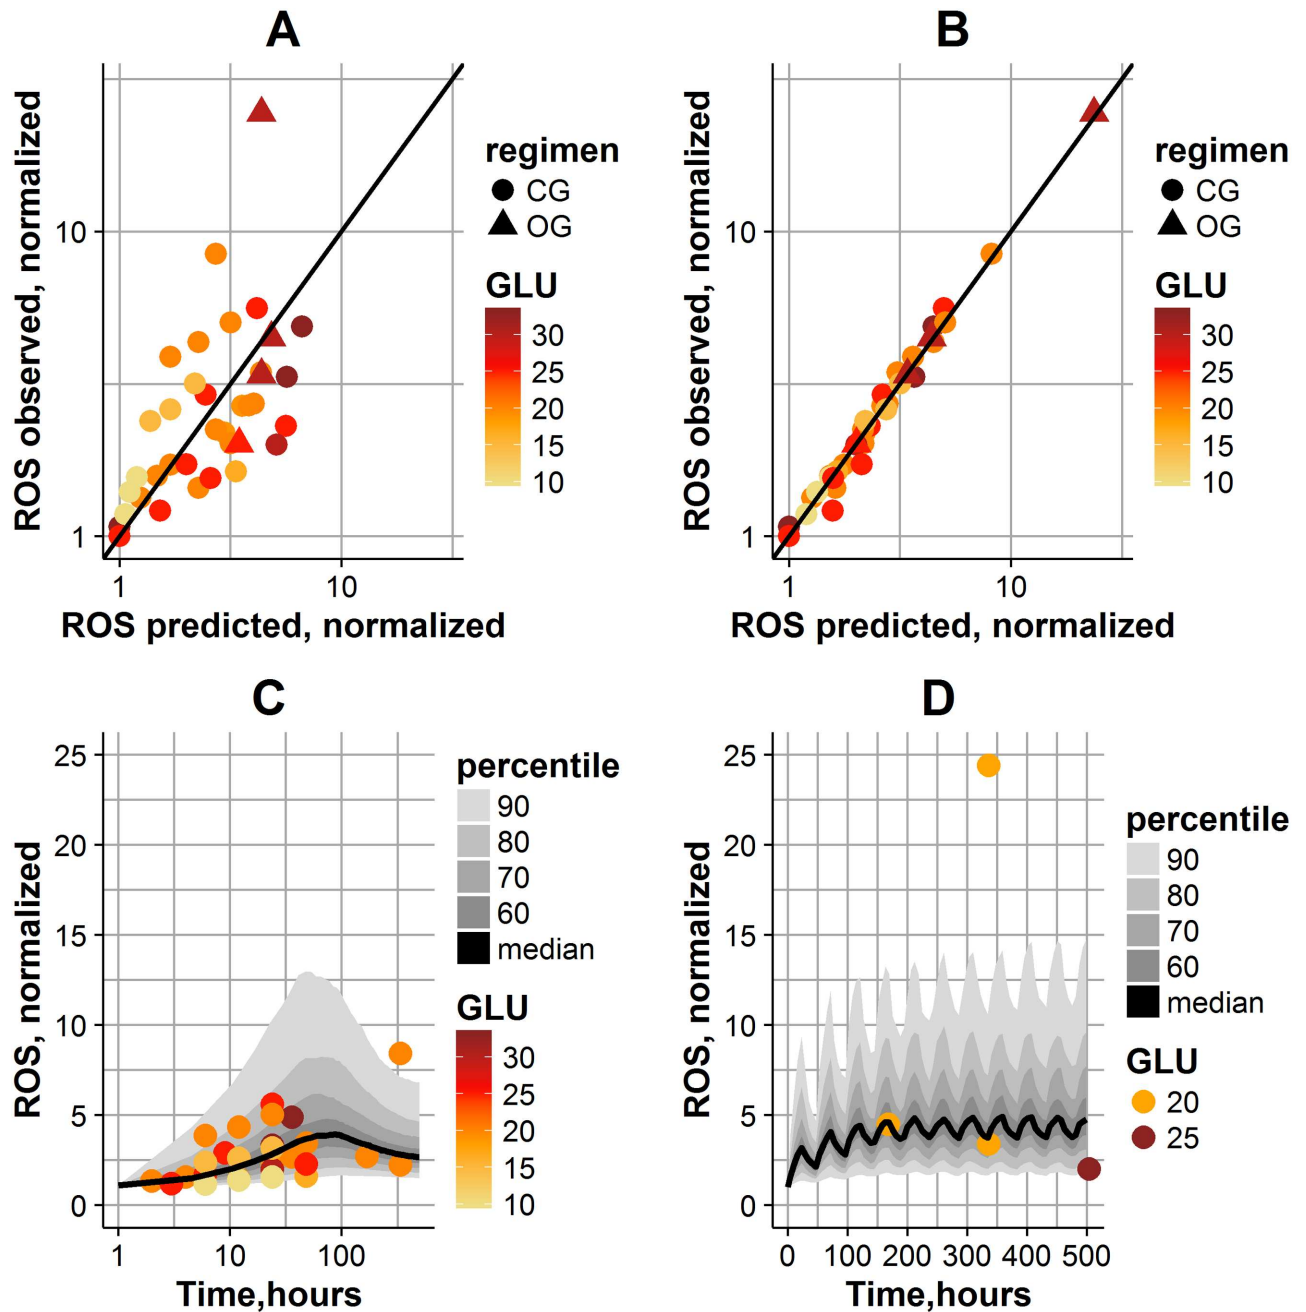 A
ROS observed, normalized
10
1
1
10
ROS predicted, normalized
regimen
CG
OG
GLU
30
25
20
15
10
B
ROS observed, normalized
10
1
1
10
ROS predicted, normalized
regimen
CG
OG
GLU
30
25
20
15
10
C
ROS, normalized
25
20
15
10
5
0
1
10
100
Time,hours
percentile
90
80
70
60
median
GLU
30
25
20
15
10
D
ROS, normalized
25
20
15
10
5
0
0
100
200
300
400
500
Time,hours
percentile
90
80
70
60
median
GLU
20
25